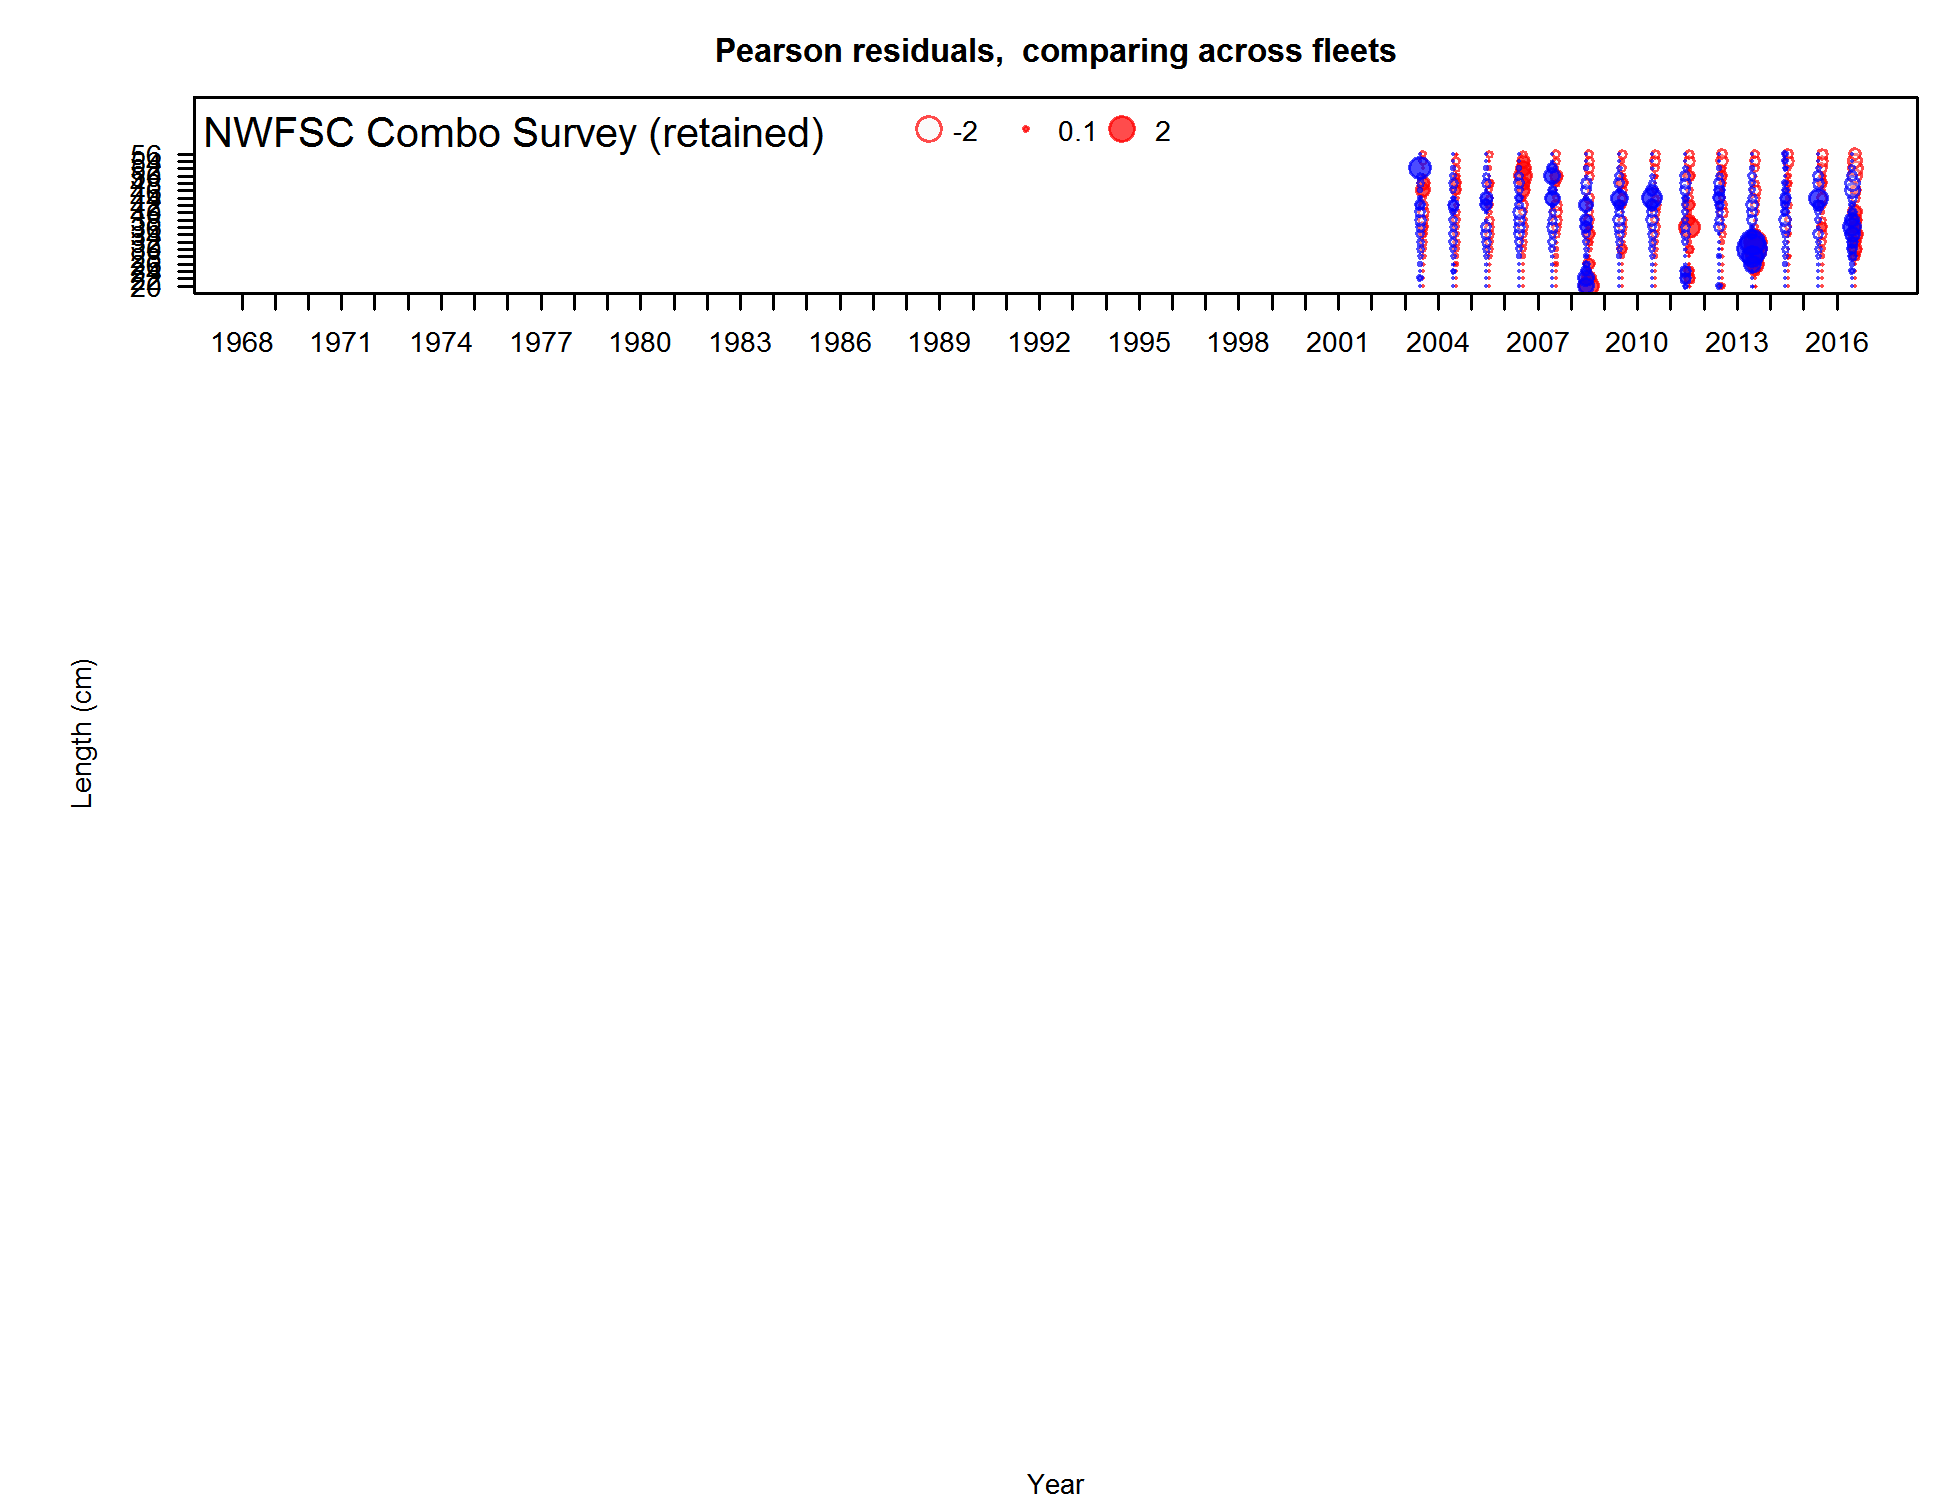 Pearson residuals,  comparing across fleets
NWFSC Combo Survey (retained) -2 0.1 2
56
20
1968 1971 1974 1977 1980 1983 1986 1989 1992 1995 1998 2001 2004 2007 2010 2013 2016
Length (cm)
Year